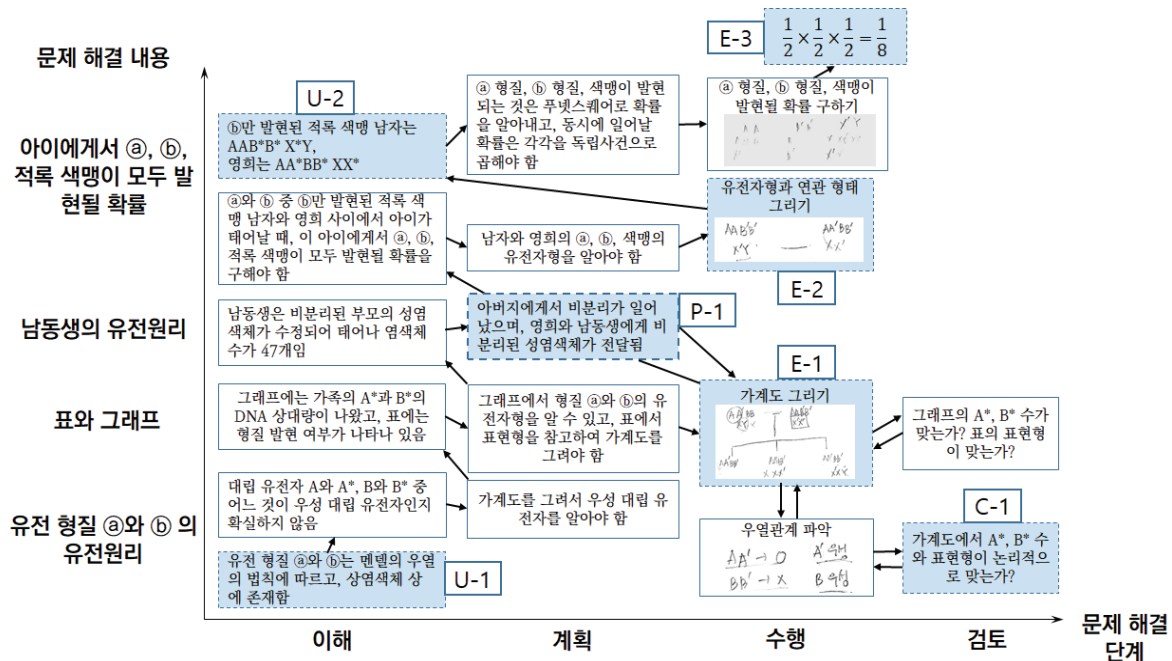 문제 해결 내용
E-3
1/2 × 1/2 × 1/2 = 1/8
U-2
아이에게서 ⓐ, ⓑ,
적록 색맹이 모두 발
현될 확률
ⓑ만 발현된 적록 색맹 남자는
AAB*B* X*Y,
영희는 AA*BB* XX*
ⓐ 형질, ⓑ 형질, 색맹이 발현
되는 것은 푸넷스퀘어로 확률
을 알아내고, 동시에 일어날
확률은 각각을 독립사건으로
곱해야 함
ⓐ 형질, ⓑ 형질, 색맹이
발현될 확률 구하기
ⓐ와 ⓑ 중 ⓑ만 발현된 적록 색
맹 남자와 영희 사이에서 아이가
태어날 때, 이 아이에게서 ⓐ, ⓑ,
적록 색맹이 모두 발현될 확률을
구해야 함
남자와 영희의 ⓐ, ⓑ, 색맹의
유전자형을 알아야 함
유전자형과 연관 형태
그리기
AAB'B'
AA'BB'
X'Y
XX'
E-2
남동생의 유전원리
남동생은 비분리된 부모의 성염
색체가 수정되어 태어나 염색체
수가 47개임
아버지에게서 비분리가 일어
났으며, 영희와 남동생에게 비
분리된 성염색체가 전달됨
P-1
E-1
표와 그래프
그래프에는 가족의 A*과 B*의
DNA 상대량이 나왔고, 표에는
형질 발현 여부가 나타나 있음
그래프에서 형질 ⓐ와 ⓑ의 유
전자형을 알 수 있고, 표에서
표현형을 참고하여 가계도를
그려야 함
가계도 그리기
그래프의 A*, B* 수가
맞는가? 표의 표현형
이 맞는가?
유전 형질 ⓐ와 ⓑ 의
유전원리
대립 유전자 A와 A*, B와 B* 중
어느 것이 우성 대립 유전자인지
확실하지 않음
가계도를 그려서 우성 대립 유
전자를 알아야 함
우열관계 파악
AA' → O A' 우성
BB' → X B 우성
C-1
가계도에서 A*, B* 수
와 표현형이 논리적으
로 맞는가?
유전 형질 ⓐ와 ⓑ는 멘델의 우열
의 법칙에 따르고, 상염색체 상
에 존재함
U-1
이해
계획
수행
검토
문제 해결
단계